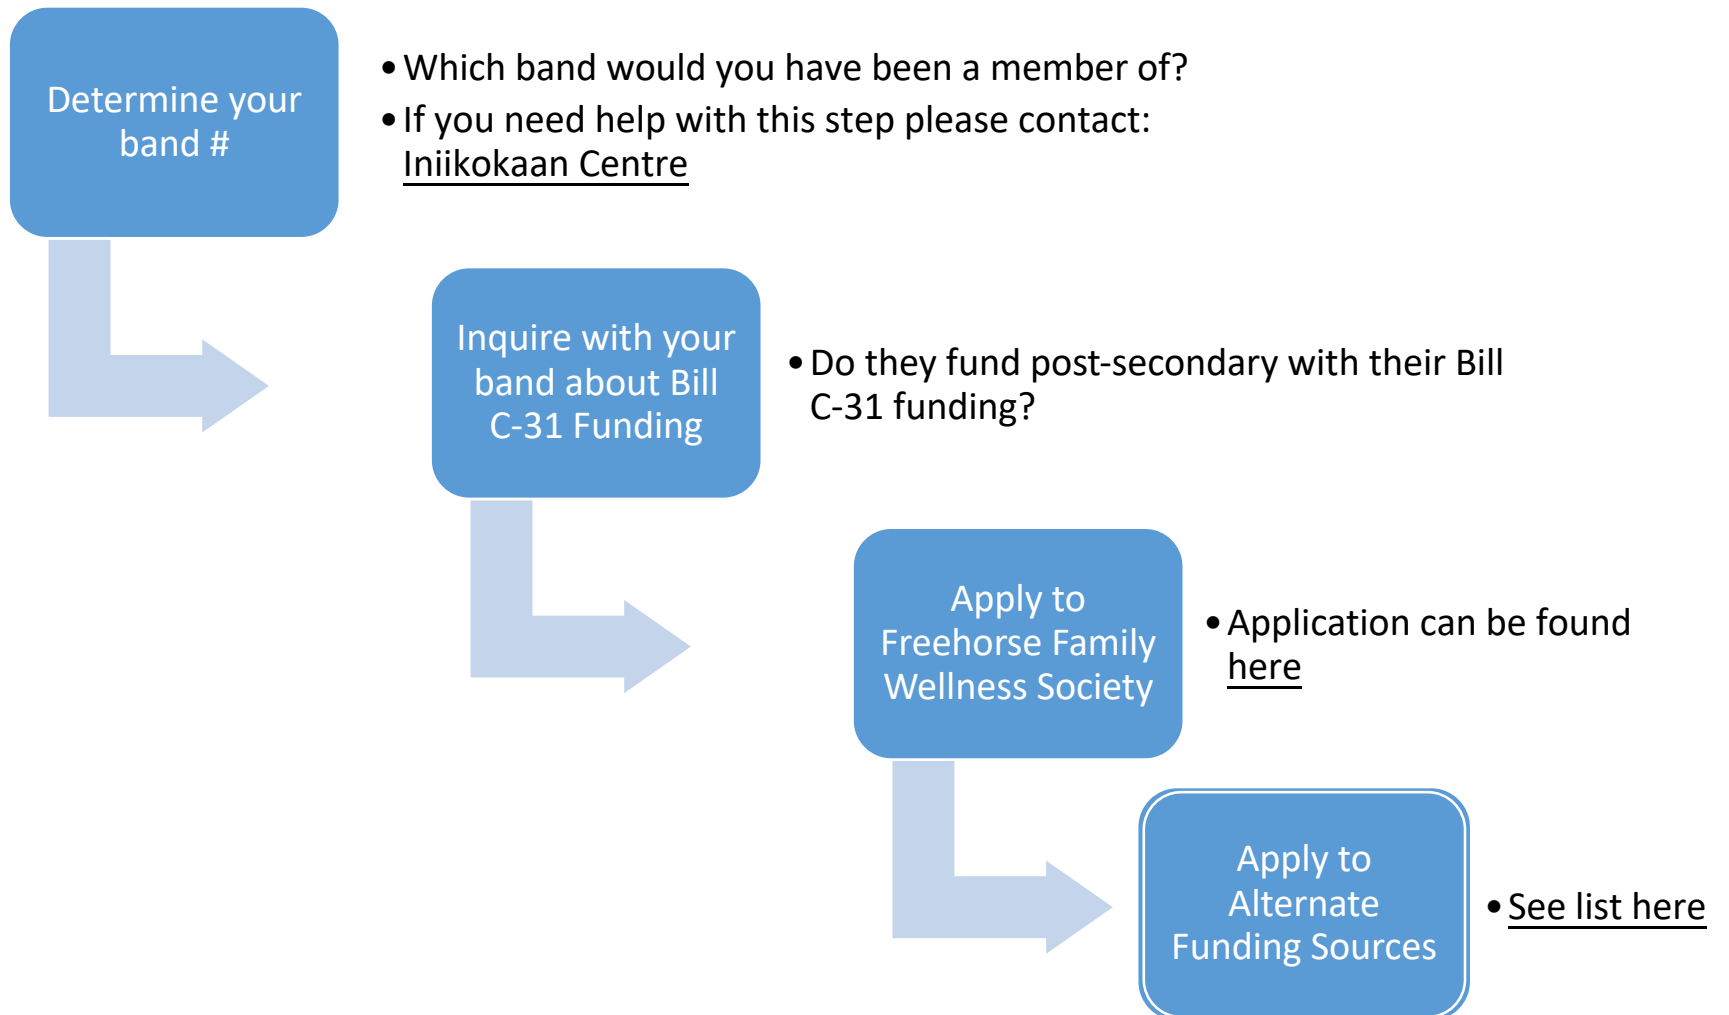 Determine your
band #
• Which band would you have been a member of?
• If you need help with this step please contact:
Iniikokaan Centre
Inquire with your
band about Bill
C-31 Funding
• Do they fund post-secondary with their Bill
C-31 funding?
Apply to
Freehorse Family
Wellness Society
• Application can be found
here
Apply to
Alternate
Funding Sources
• See list here